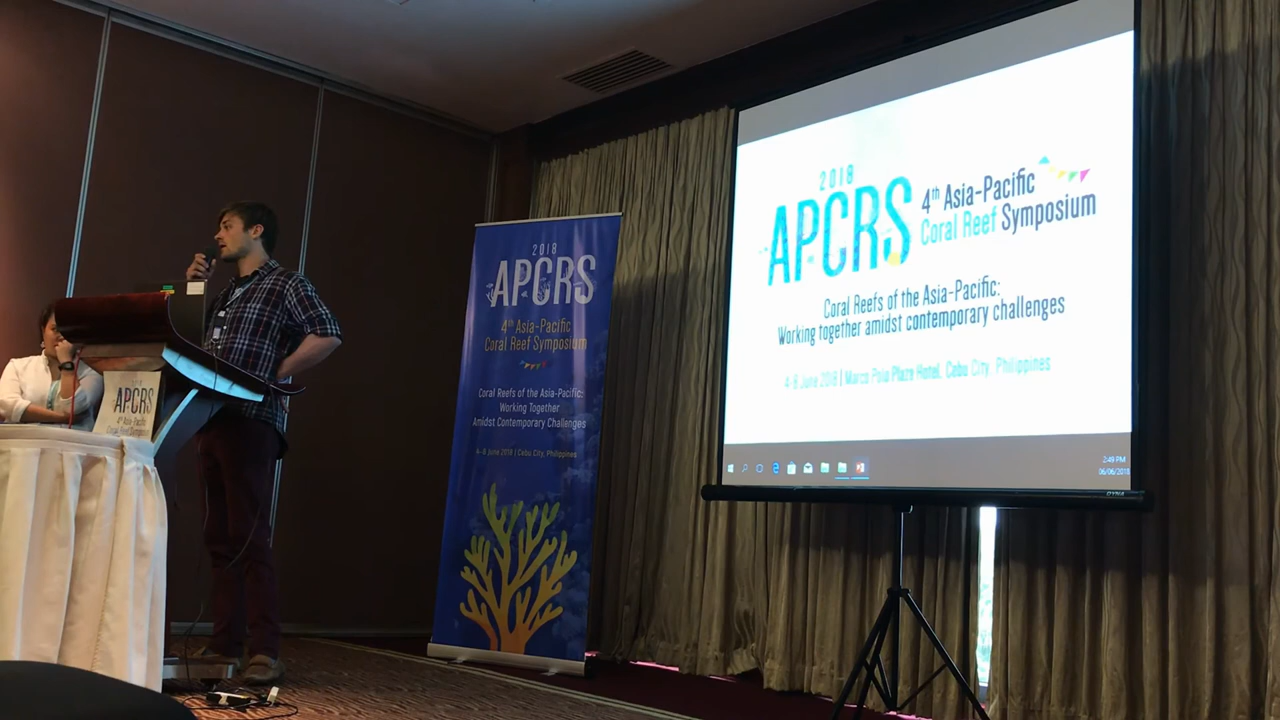 2018
APCRS
4th Asia-Pacific
Coral Reef Symposium
Coral Reefs of the Asia-Pacific:
Working together amidst contemporary challenges
4-8 June 2018 | Marco Polo Plaza Hotel, Cebu City, Philippines
2:49 PM
06/06/2018
2018
APCRS
4th Asia-Pacific
Coral Reef Symposium
Coral Reefs of the Asia-Pacific:
Working Together
Amidst Contemporary Challenges
4-8 June 2018 | Cebu City, Philippines
2018
APCRS
4th Asia-Pacific
Coral Reef Symposium